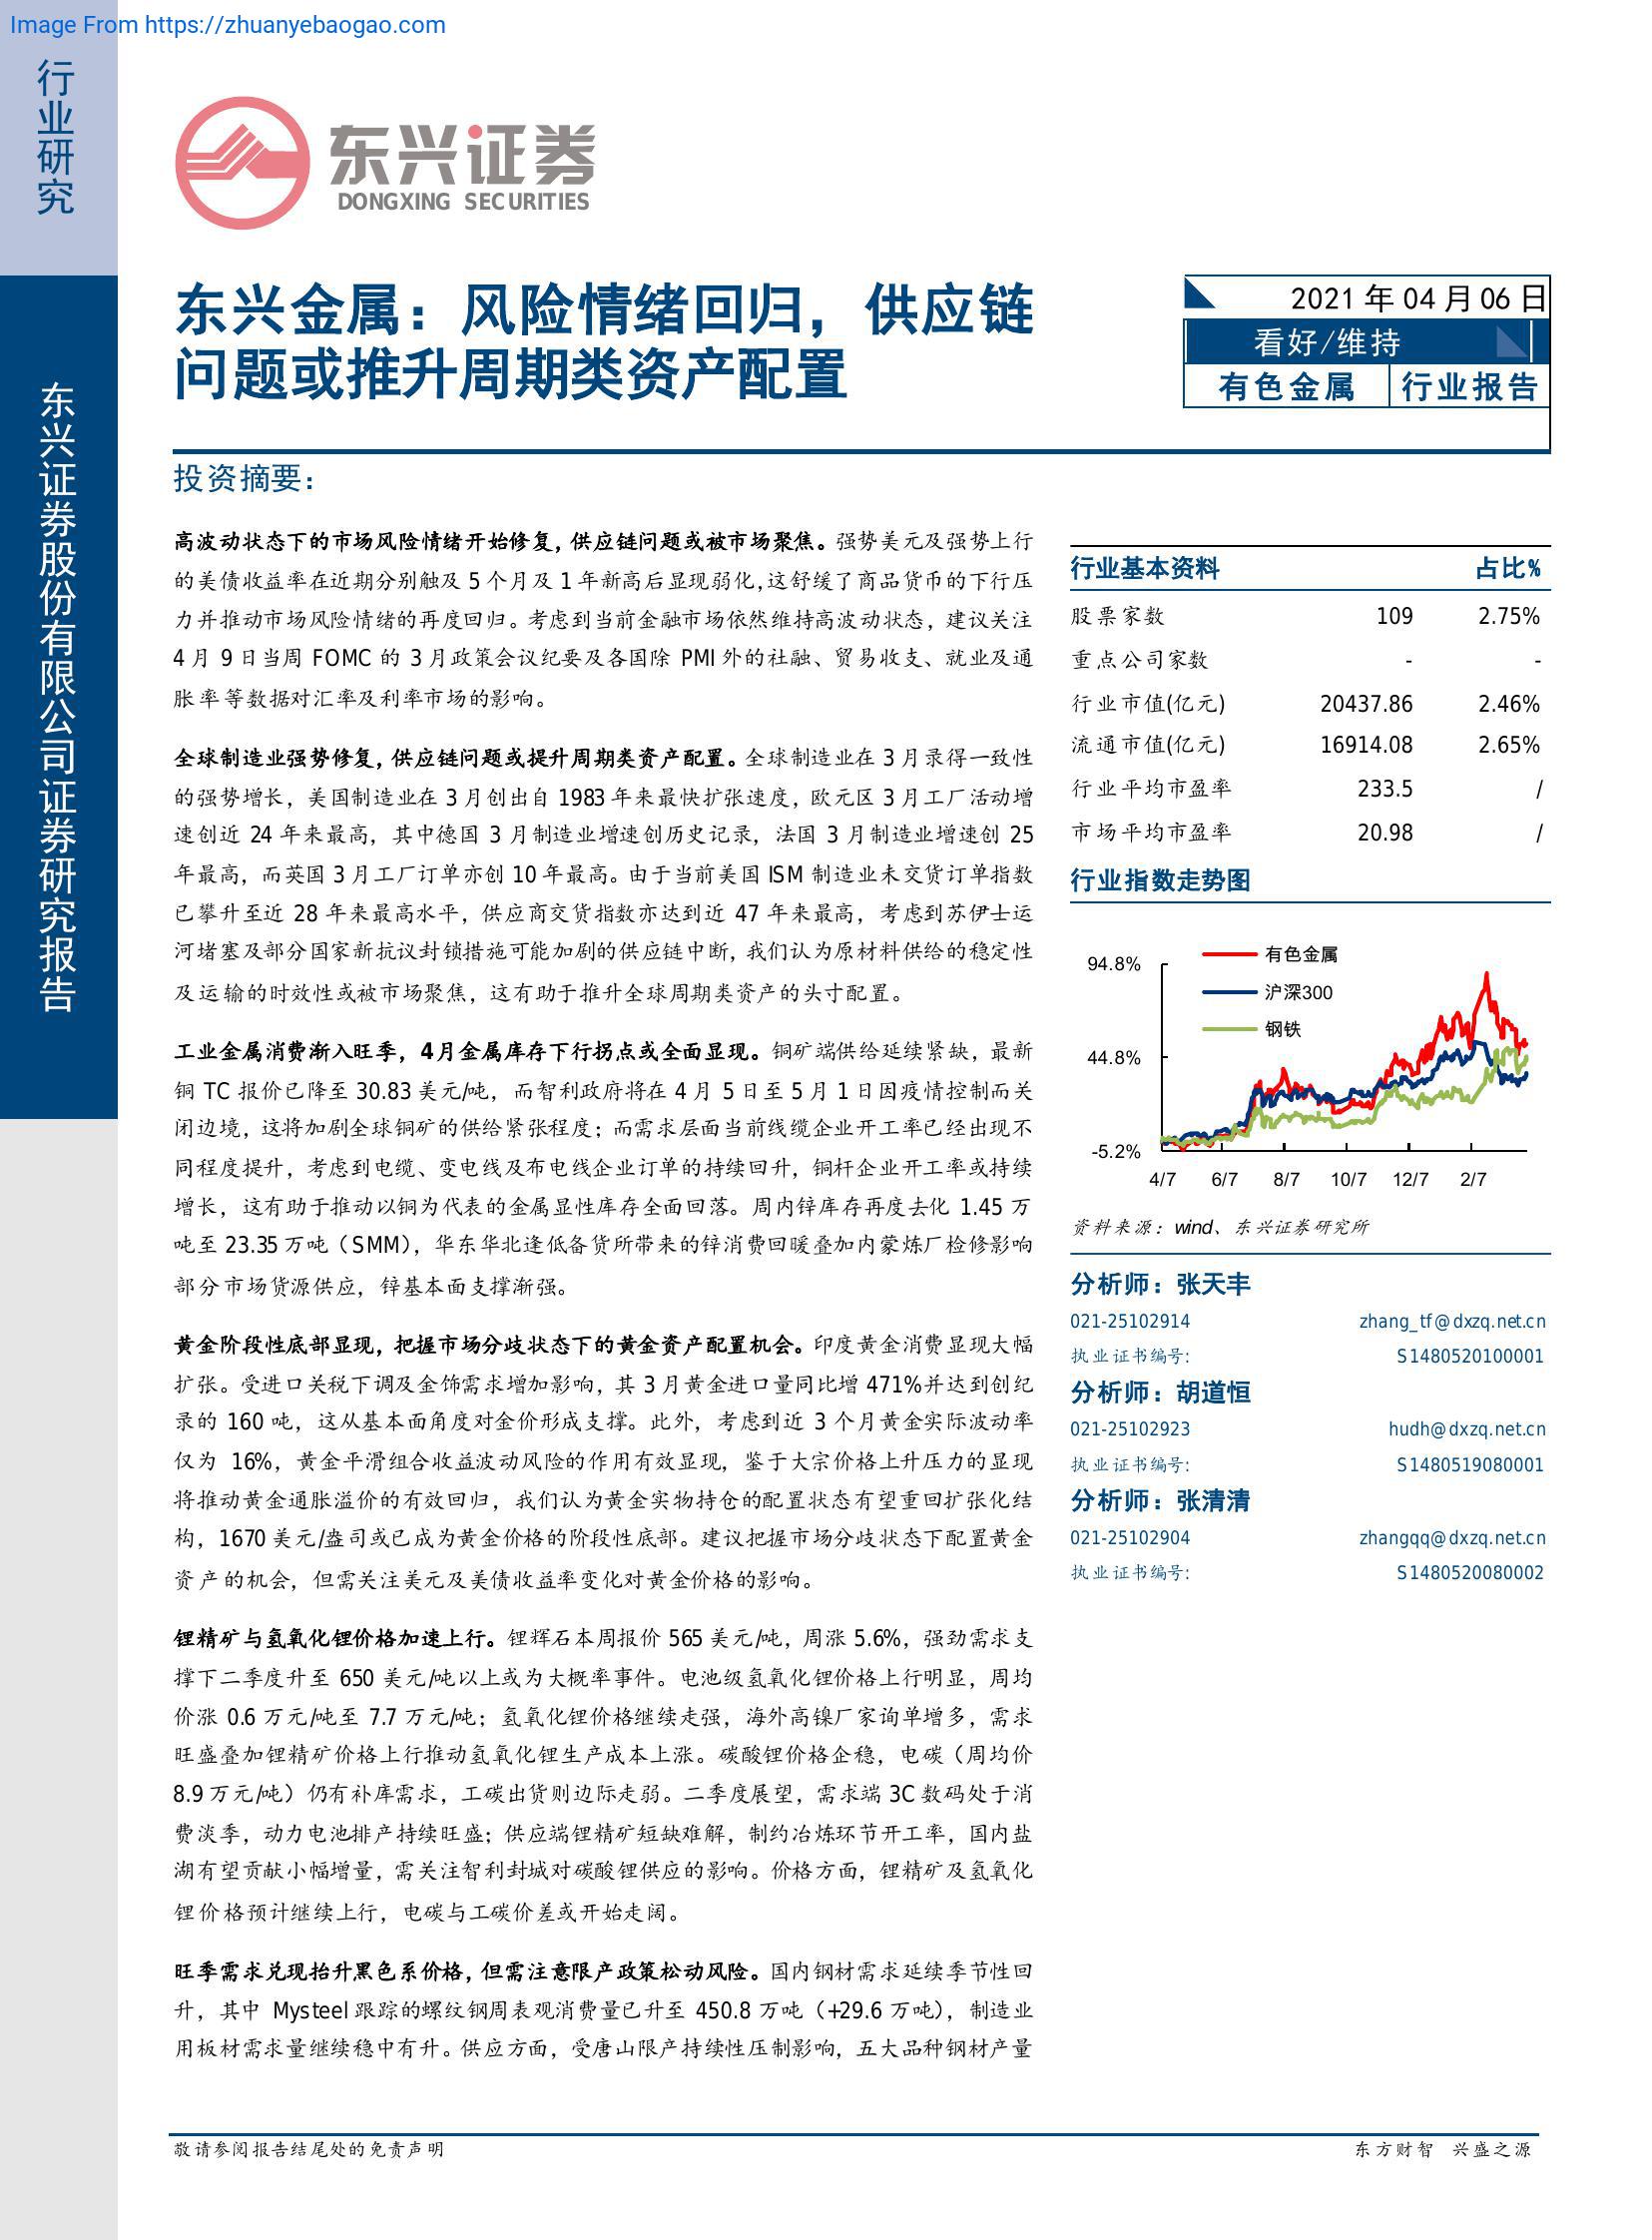 Image From https://zhuanyebaogao.com
行业研究
东兴证券股份有限公司证券研究报告
东兴证券
DONGXING SECURITIES
东兴金属：风险情绪回归，供应链
问题或推升周期类资产配置
2021 年 04 月 06 日
看好/维持
有色金属 行业报告
投资摘要：
高波动状态下的市场风险情绪开始修复，供应链问题或被市场聚焦。强势美元及强势上行
的美债收益率在近期分别触及 5 个月及 1 年新高后显现弱化，这舒缓了商品货币的下行压
力并推动市场风险情绪的再度回归。考虑到当前金融市场依然维持高波动状态，建议关注
4 月 9 日当周 FOMC 的 3 月政策会议纪要及各国除 PMI 外的社融、贸易收支、就业及通
胀率等数据对汇率及利率市场的影响。
全球制造业强势修复，供应链问题或提升周期类资产配置。全球制造业在 3 月录得一致性
的强势增长，美国制造业在 3 月创出自 1983 年来最快扩张速度，欧元区 3 月工厂活动增
速创近 24 年来最高，其中德国 3 月制造业增速创历史记录，法国 3 月制造业增速创 25
年最高，而英国 3 月工厂订单亦创 10 年最高。由于当前美国 ISM 制造业未交货订单指数
已攀升至近 28 年来最高水平，供应商交货指数亦达到近 47 年来最高，考虑到苏伊士运
河堵塞及部分国家新抗议封锁措施可能加剧的供应链中断，我们认为原材料供给的稳定性
及运输的时效性或被市场聚焦，这有助于推升全球周期类资产的头寸配置。
工业金属消费渐入旺季，4月金属库存下行拐点或全面显现。铜矿端供给延续紧缺，最新
铜 TC 报价已降至 30.83 美元/吨，而智利政府将在 4 月 5 日至 5 月 1 日因疫情控制而关
闭边境，这将加剧全球铜矿的供给紧张程度；而需求层面当前线缆企业开工率已经出现不
同程度提升，考虑到电缆、变电线及布电线企业订单的持续回升，铜杆企业开工率或持续
增长，这有助于推动以铜为代表的金属显性库存全面回落。周内锌库存再度去化 1.45 万
吨至 23.35 万吨（SMM），华东华北逢低备货所带来的锌消费回暖叠加内蒙炼厂检修影响
部分市场货源供应，锌基本面支撑渐强。
黄金阶段性底部显现，把握市场分歧状态下的黄金资产配置机会。印度黄金消费显现大幅
扩张。受进口关税下调及金饰需求增加影响，其 3 月黄金进口量同比增 471%并达到创纪
录的 160 吨，这从基本面角度对金价形成支撑。此外，考虑到近 3 个月黄金实际波动率
仅为 16%，黄金平滑组合收益波动风险的作用有效显现，鉴于大宗价格上升压力的显现
将推动黄金通胀溢价的有效回归，我们认为黄金实物持仓的配置状态有望重回扩张化结
构，1670 美元/盎司或已成为黄金价格的阶段性底部。建议把握市场分歧状态下配置黄金
资产的机会，但需关注美元及美债收益率变化对黄金价格的影响。
锂精矿与氢氧化锂价格加速上行。锂辉石本周报价 565 美元/吨，周涨 5.6%，强劲需求支
撑下二季度升至 650 美元/吨以上或为大概率事件。电池级氢氧化锂价格上行明显，周均
价涨 0.6 万元/吨至 7.7 万元/吨；氢氧化锂价格继续走强，海外高镍厂家询单增多，需求
旺盛叠加锂精矿价格上行推动氢氧化锂生产成本上涨。碳酸锂价格企稳，电碳（周均价
8.9 万元/吨）仍有补库需求，工碳出货则边际走弱。二季度展望，需求端 3C 数码处于消
费淡季，动力电池排产持续旺盛；供应端锂精矿短缺难解，制约冶炼环节开工率，国内盐
湖有望贡献小幅增量，需关注智利封城对碳酸锂供应的影响。价格方面，锂精矿及氢氧化
锂价格预计继续上行，电碳与工碳价差或开始走阔。
旺季需求兑现抬升黑色系价格，但需注意限产政策松动风险。国内钢材需求延续季节性回
升，其中 Mysteel 跟踪的螺纹钢周表观消费量已升至 450.8 万吨（+29.6 万吨），制造业
用板材需求量继续稳中有升。供应方面，受唐山限产持续性压制影响，五大品种钢材产量
行业基本资料 占比%
股票家数 109 2.75%
重点公司家数 - -
行业市值(亿元) 20437.86 2.46%
流通市值(亿元) 16914.08 2.65%
行业平均市盈率 233.5 /
市场平均市盈率 20.98 /
行业指数走势图
有色金属
沪深300
钢铁
94.8%
44.8%
-5.2%
4/7 6/7 8/7 10/7 12/7 2/7
资料来源：wind、东兴证券研究所
分析师：张天丰
021-25102914 zhang_tf@dxzq.net.cn
执业证书编号: S1480520100001
分析师：胡道恒
021-25102923 hudh@dxzq.net.cn
执业证书编号: S1480519080001
分析师：张清清
021-25102904 zhangqq@dxzq.net.cn
执业证书编号: S1480520080002
敬请参阅报告结尾处的免责声明
东方财智 兴盛之源